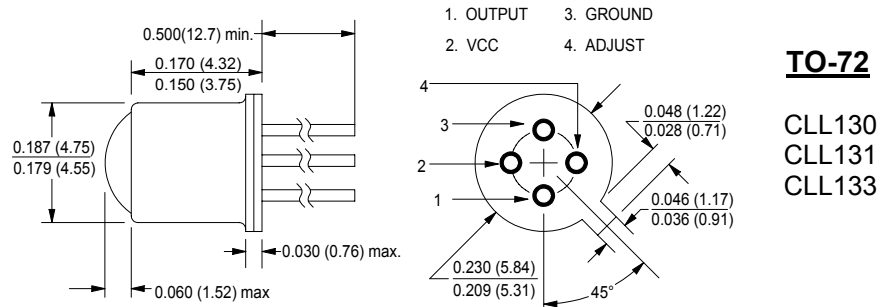 1. OUTPUT 3. GROUND
2. VCC 4. ADJUST
0.500(12.7) min.
0.170 (4.32)
0.150 (3.75)
0.187 (4.75)
0.179 (4.55)
0.030 (0.76) max.
0.060 (1.52) max
4
3
2
1
0.048 (1.22)
0.028 (0.71)
0.046 (1.17)
0.036 (0.91)
0.230 (5.84)
0.209 (5.31)
45°
TO-72
CLL130
CLL131
CLL133